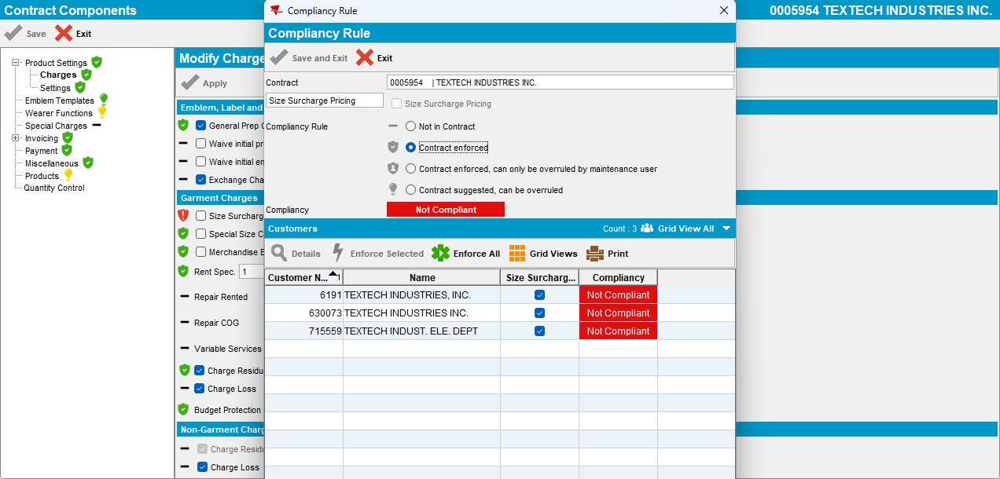 Contract Components
0005954 TEXTECH INDUSTRIES INC.
Save
Exit
Product Settings
Charges
Settings
Emblem Templates
Wearer Functions
Special Charges
Invoicing
Payment
Miscellaneous
Products
Quantity Control
Modify Charge
Apply
Emblem, Label and
General Prep C
Waive initial pr
Waive initial en
Exchange Cha
Garment Charges
Size Surcharg
Special Size C
Merchandise E
Rent Spec. 1
Repair Rented
Repair COG
Variable Services
Charge Residu
Charge Loss
Budget Protection
Non-Garment Charg
Charge Residu
Charge Loss
Compliancy Rule
Compliancy Rule
Save and Exit
Exit
Contract
0005954 | TEXTECH INDUSTRIES INC.
Size Surcharge Pricing
Size Surcharge Pricing
Compliancy Rule
Not in Contract
Contract enforced
Contract enforced, can only be overruled by maintenance user
Contract suggested, can be overruled
Compliancy
Not Compliant
Customers
Count : 3
Grid View All
Details
Enforce Selected
Enforce All
Grid Views
Print
Customer N... 1 Name Size Surcharg... Compliancy
6191 TEXTECH INDUSTRIES, INC. Not Compliant
630073 TEXTECH INDUSTRIES INC. Not Compliant
715559 TEXTECH INDUST. ELE. DEPT Not Compliant